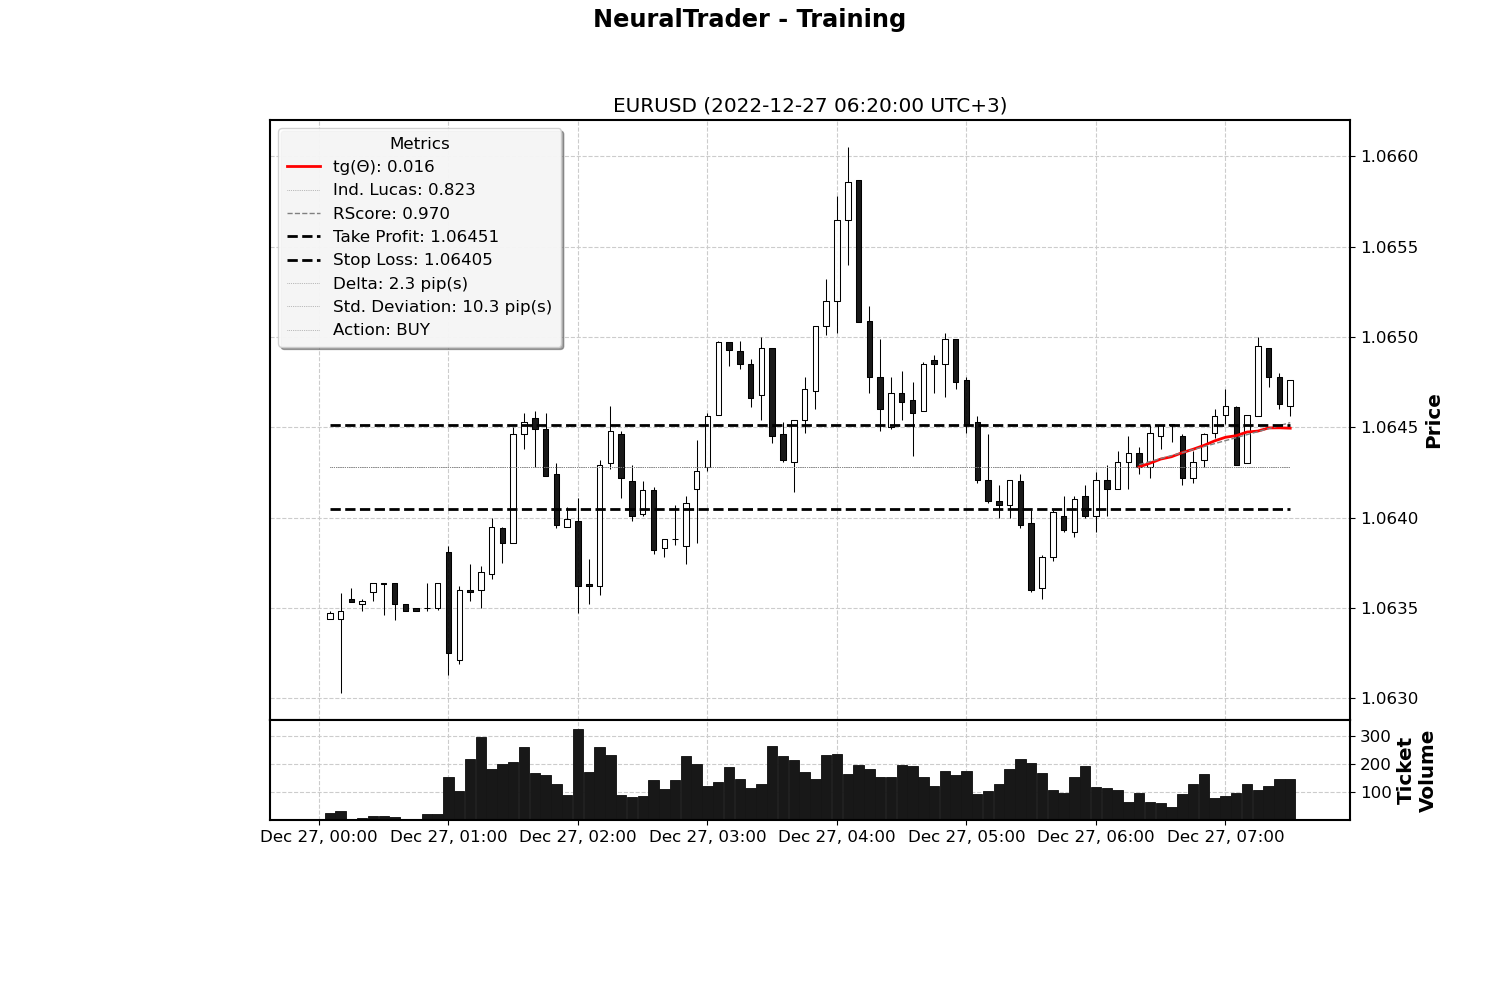 NeuralTrader - Training
EURUSD (2022-12-27 06:20:00 UTC+3)
Metrics
tg(Θ): 0.016
Ind. Lucas: 0.823
RScore: 0.970
Take Profit: 1.06451
Stop Loss: 1.06405
Delta: 2.3 pip(s)
Std. Deviation: 10.3 pip(s)
Action: BUY
1.0660
1.0655
1.0650
1.0645
1.0640
1.0635
1.0630
Price
300
200
100
Ticket
Volume
Dec 27, 00:00 Dec 27, 01:00 Dec 27, 02:00 Dec 27, 03:00 Dec 27, 04:00 Dec 27, 05:00 Dec 27, 06:00 Dec 27, 07:00